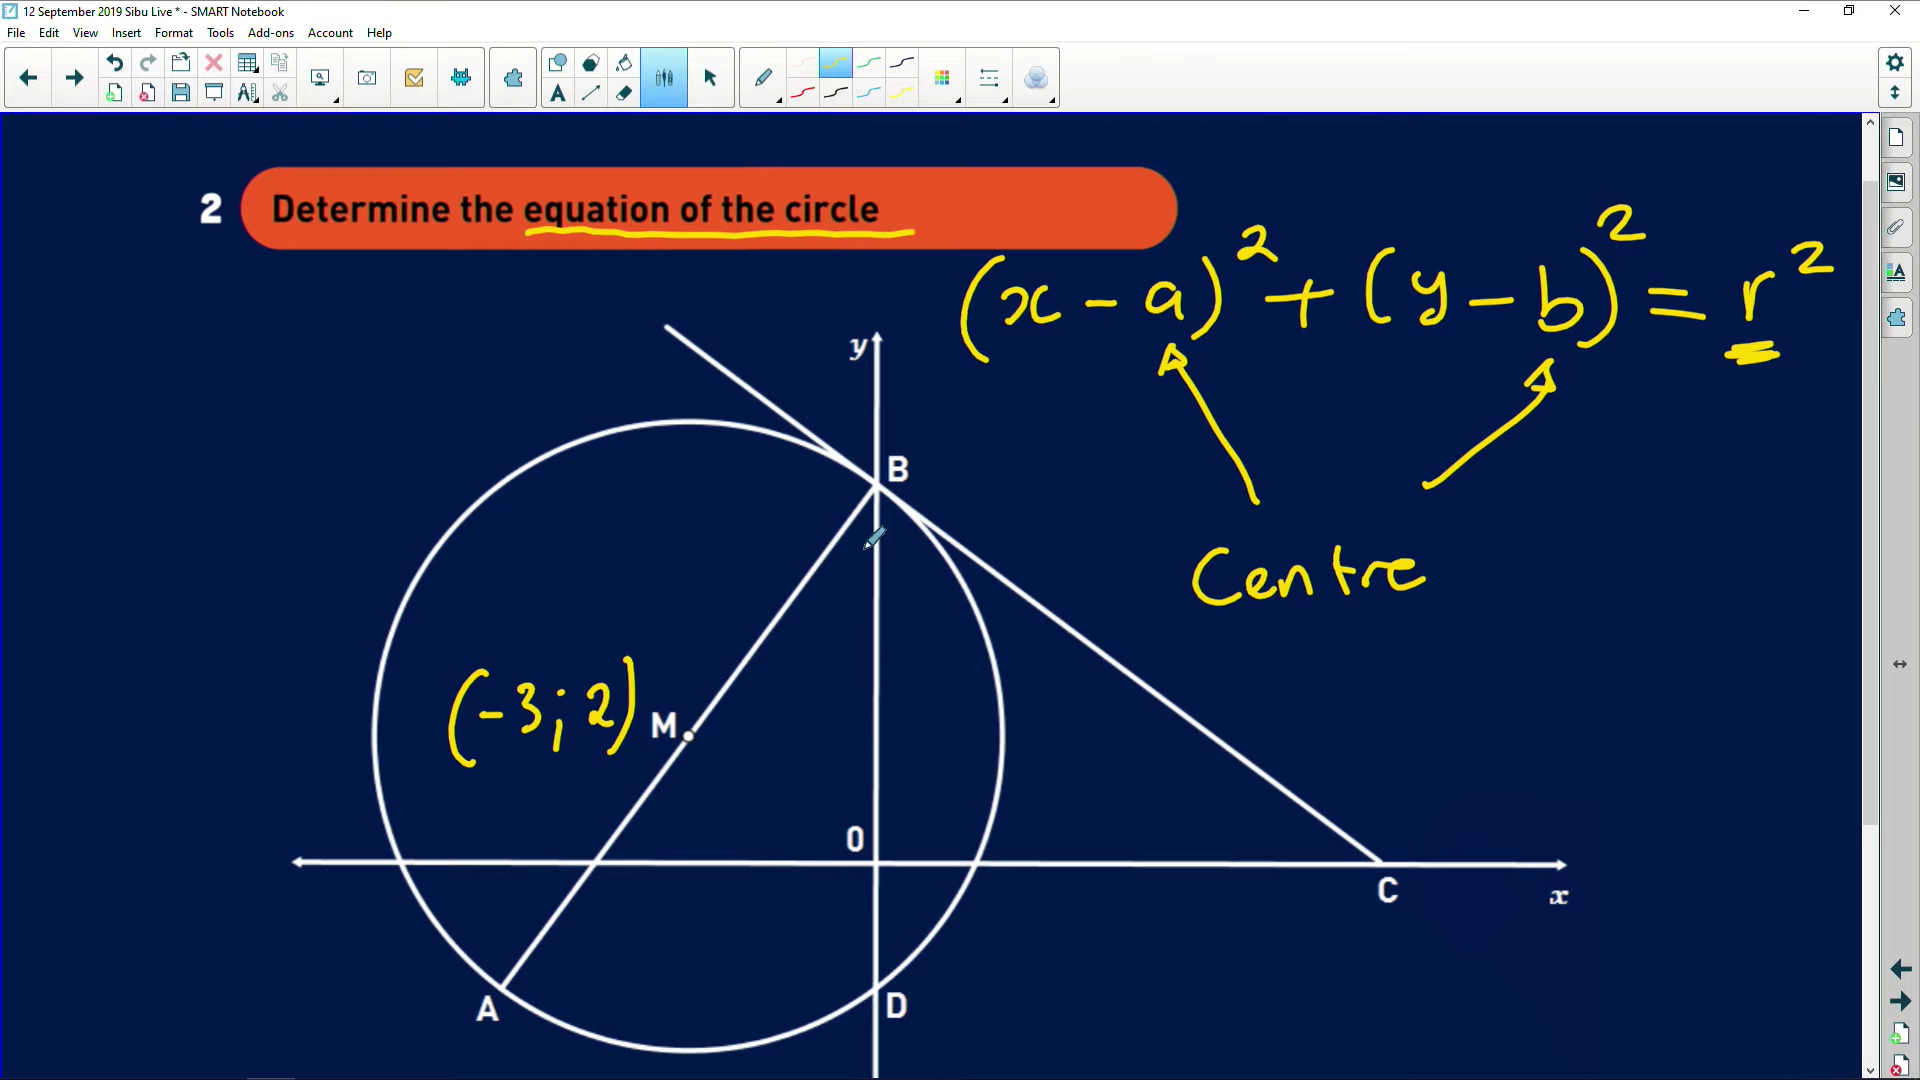 12 September 2019 Sibu Live * - SMART Notebook
File Edit View Insert Format Tools Add-ons Account Help
2 Determine the equation of the circle
(x - a)² + (y - b)² = r²
y
B
Centre
(-3; 2)
M
O
C
x
A
D